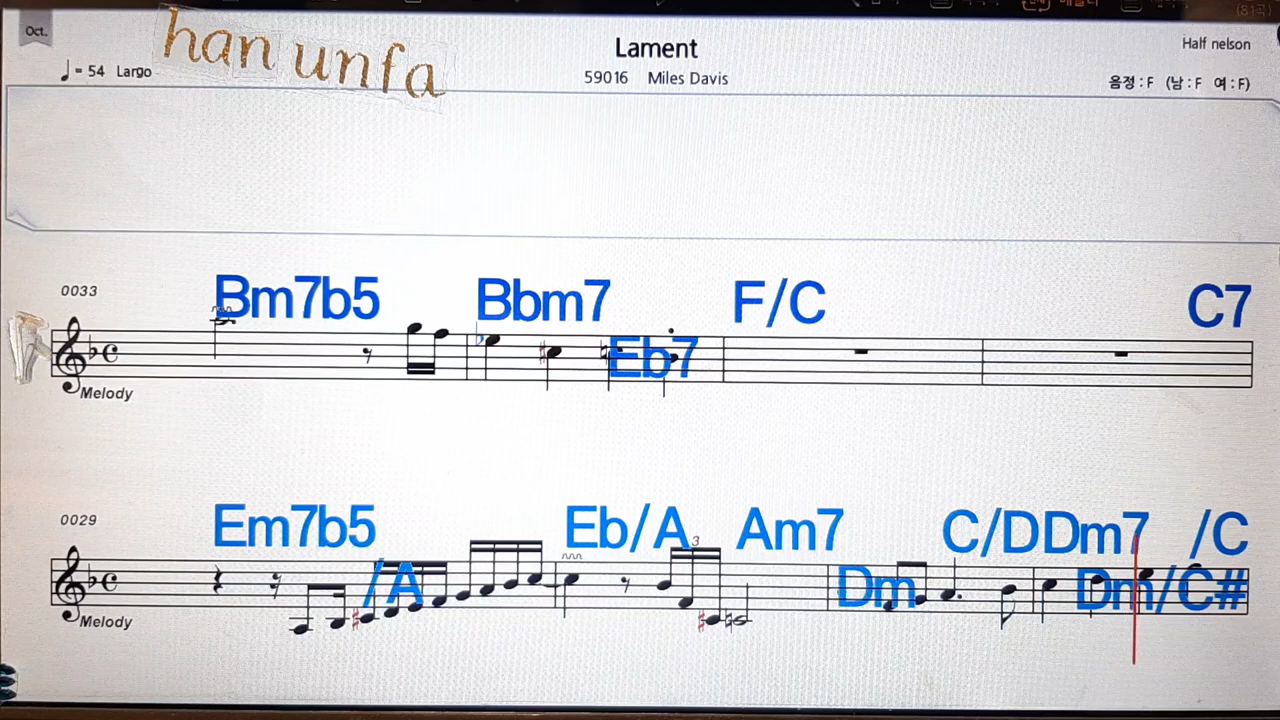 Oct.
han unfa
Lament
Half nelson
= 54 Largo
59016 Miles Davis
음정 : F (남 : F 여 : F)
0033
Bm7b5 Bbm7 F/C C7
Eb7
Melody
0029
Em7b5 Eb/A Am7 C/D Dm7 /C
3
/A Dm Dm/C#
Melody